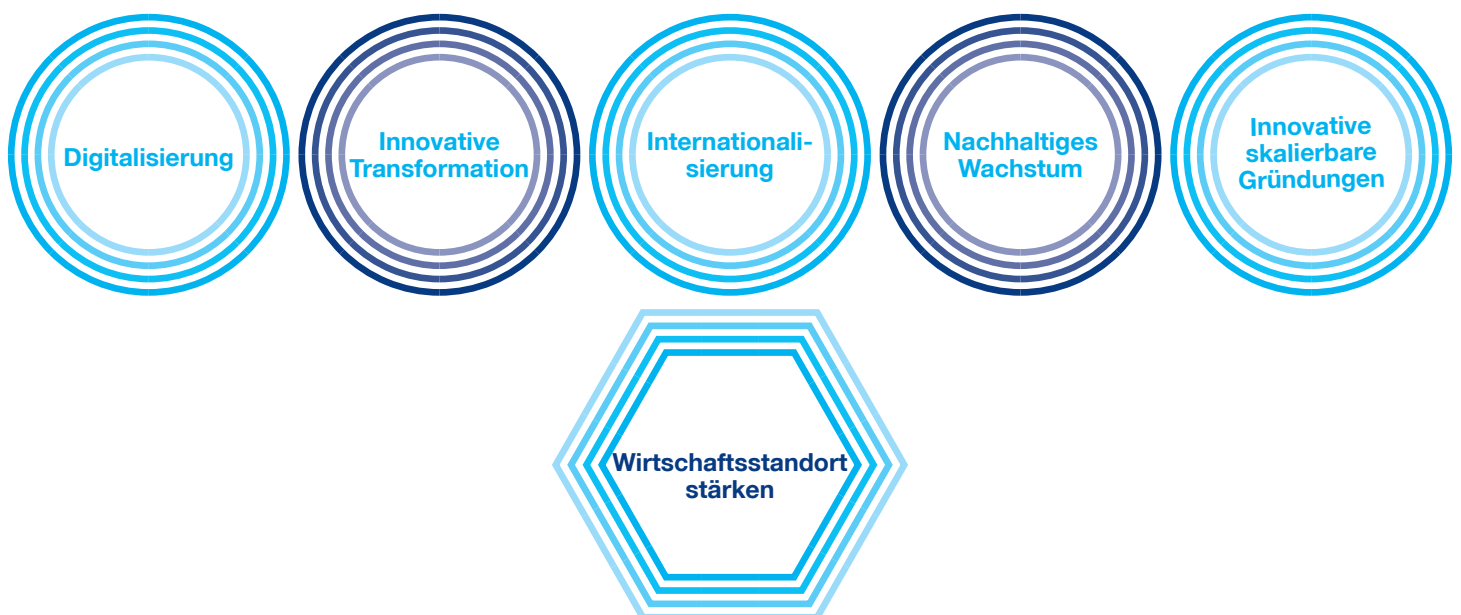 Digitalisierung
Innovative
Transformation
Internationali-
sierung
Nachhaltiges
Wachstum
Innovative
skalierbare
Gründungen
Wirtschaftsstandort
stärken